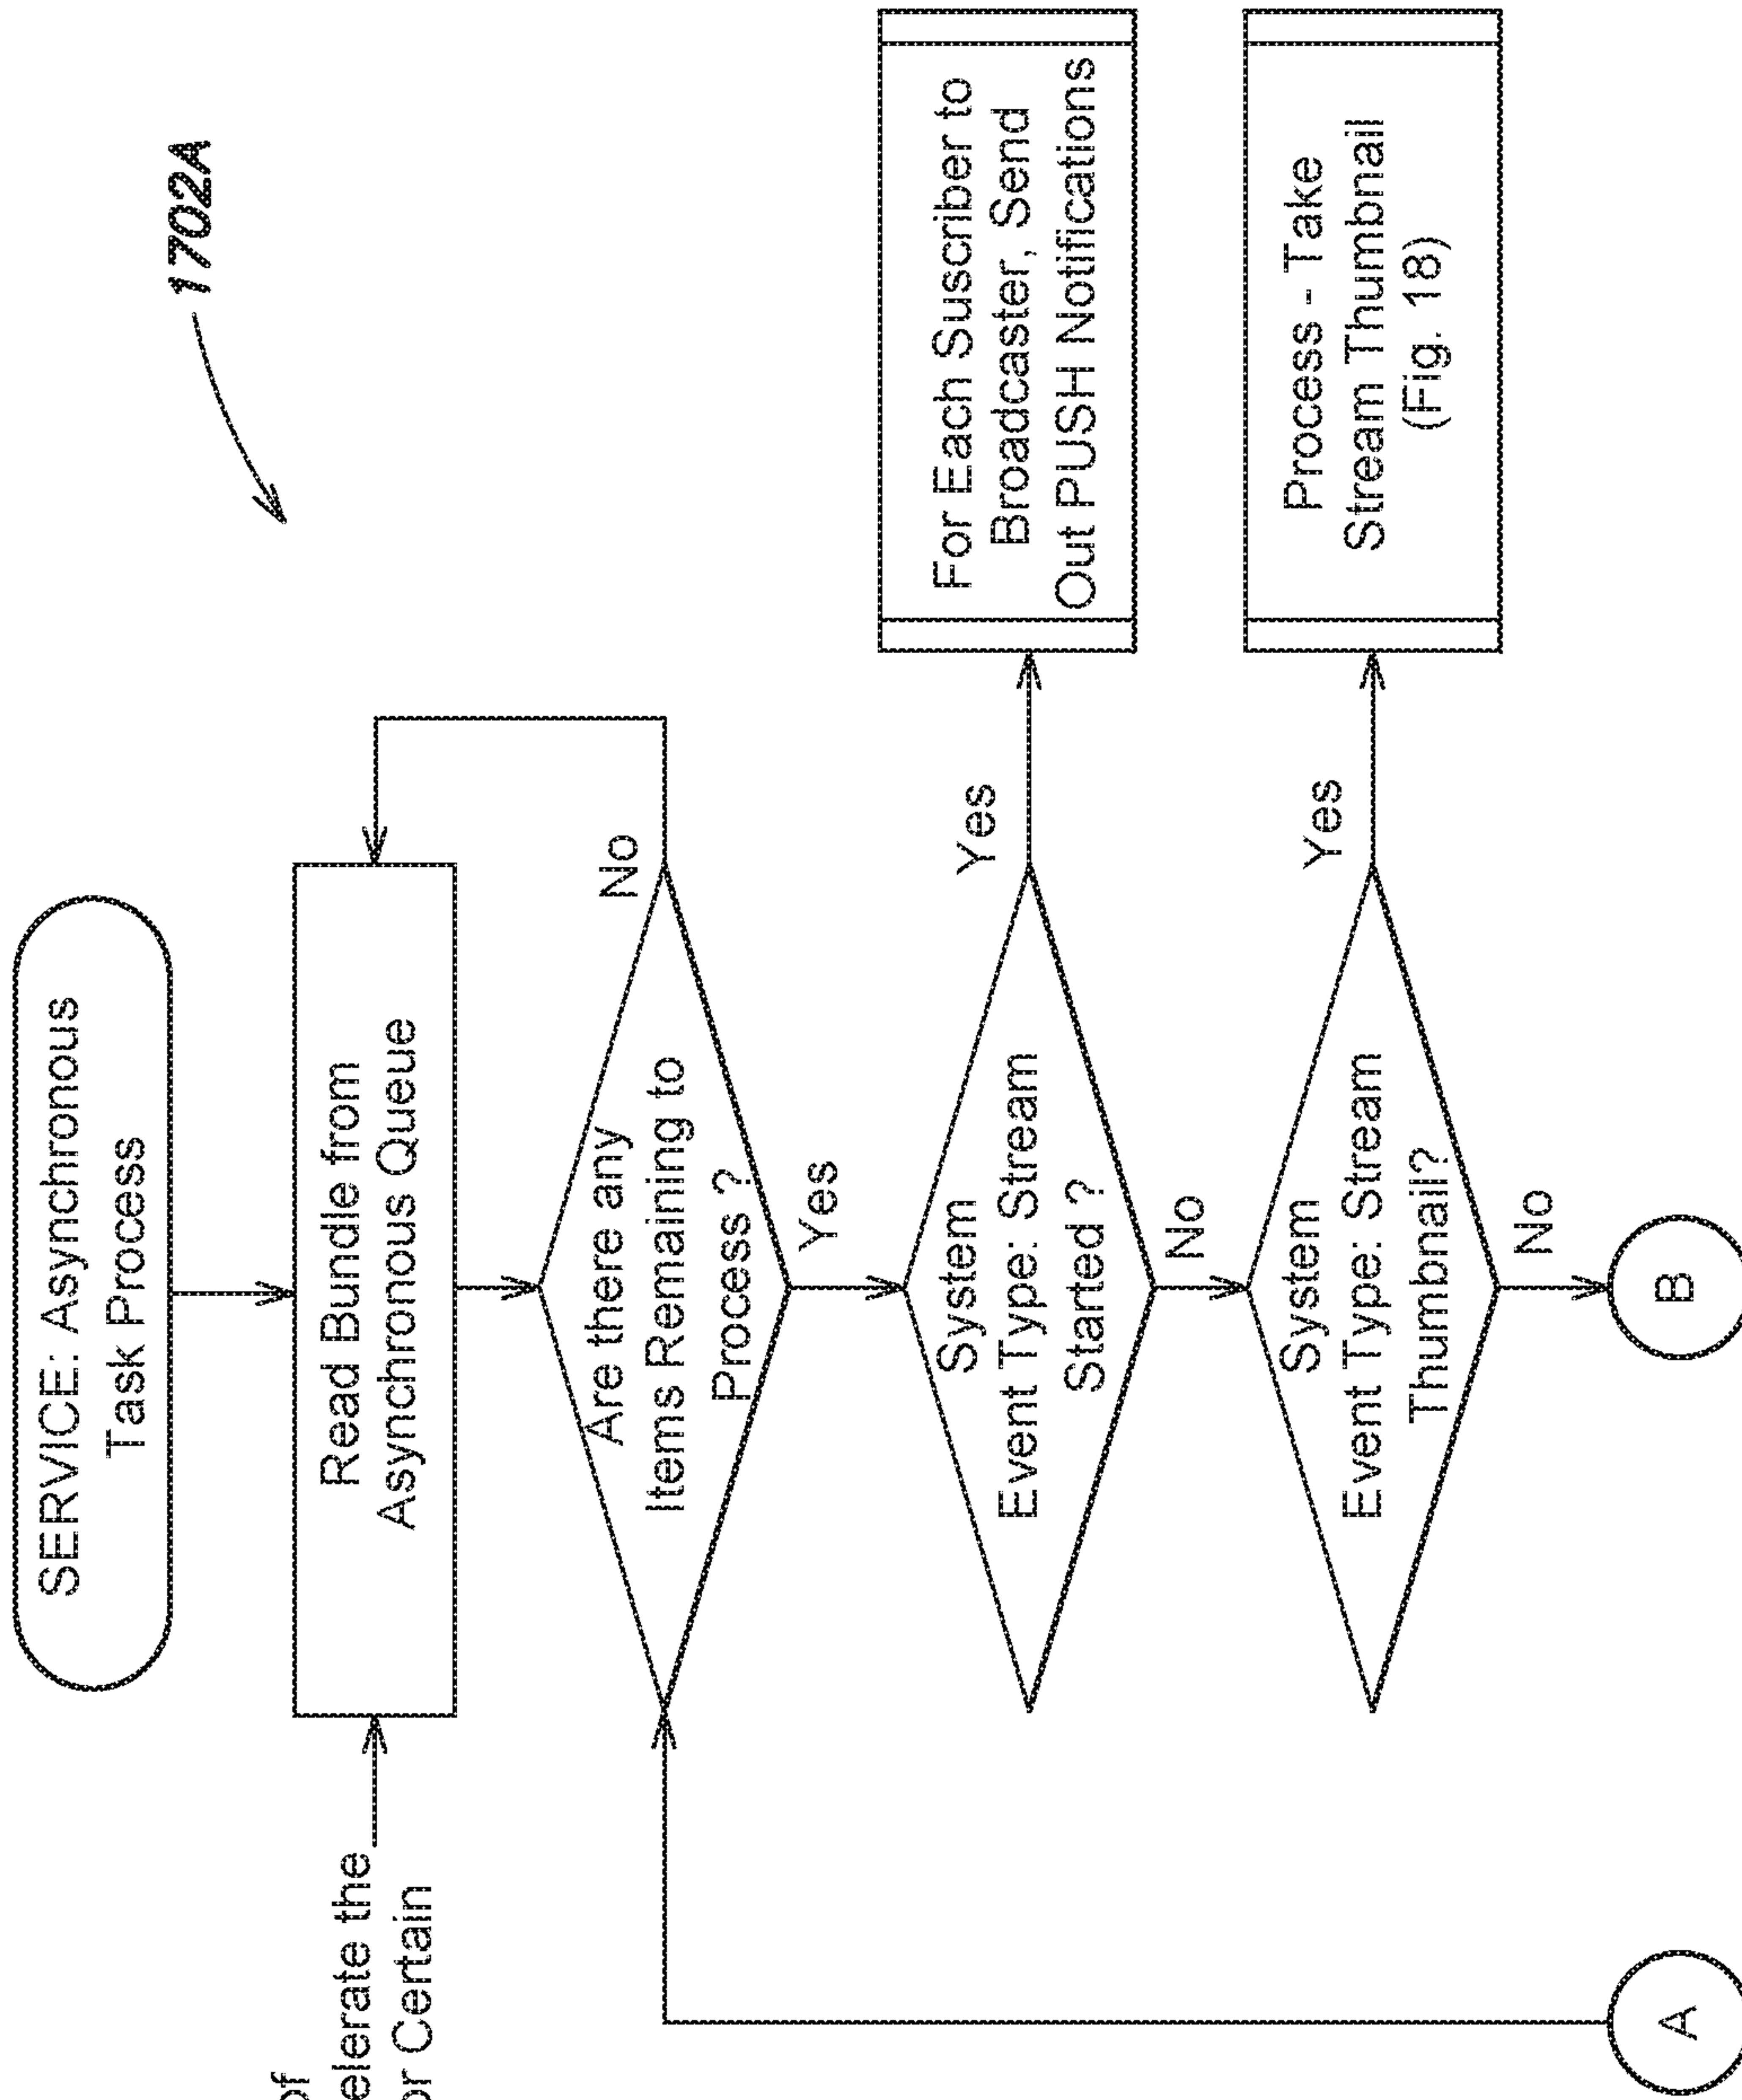 1702A
SERVICE: Asynchronous
Task Process
of
elerate the
or Certain
Read Bundle from
Asynchronous Queue
Are there any
Items Remaining to
Process ?
No
Yes
System
Event Type: Stream
Started ?
Yes
For Each Suscriber to
Broadcaster, Send
Out PUSH Notifications
No
System
Event Type: Stream
Thumbnail?
Yes
Process - Take
Stream Thumbnail
(Fig. 18)
No
A
B